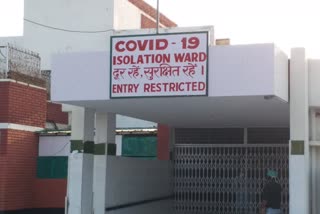 COVID - 19
ISOLATION WARD
दूर रहें, सुरक्षित रहें ।
ENTRY RESTRICTED